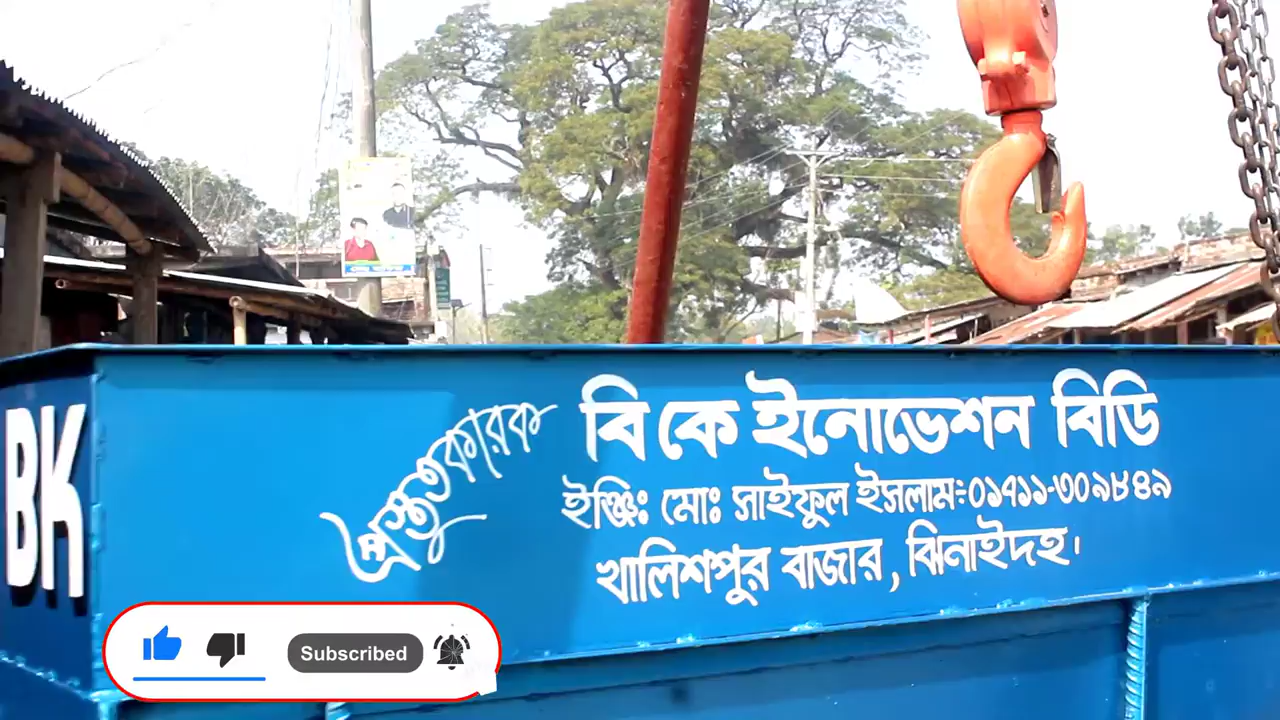 BK
প্রস্তুতকারক
বি কে ইনোভেশন বিডি
ইঞ্জিঃ মোঃ সাইফুল ইসলাম:-০১৭১১-৩০৯৮৪৯
খালিশপুর বাজার, ঝিনাইদহ।
Subscribed